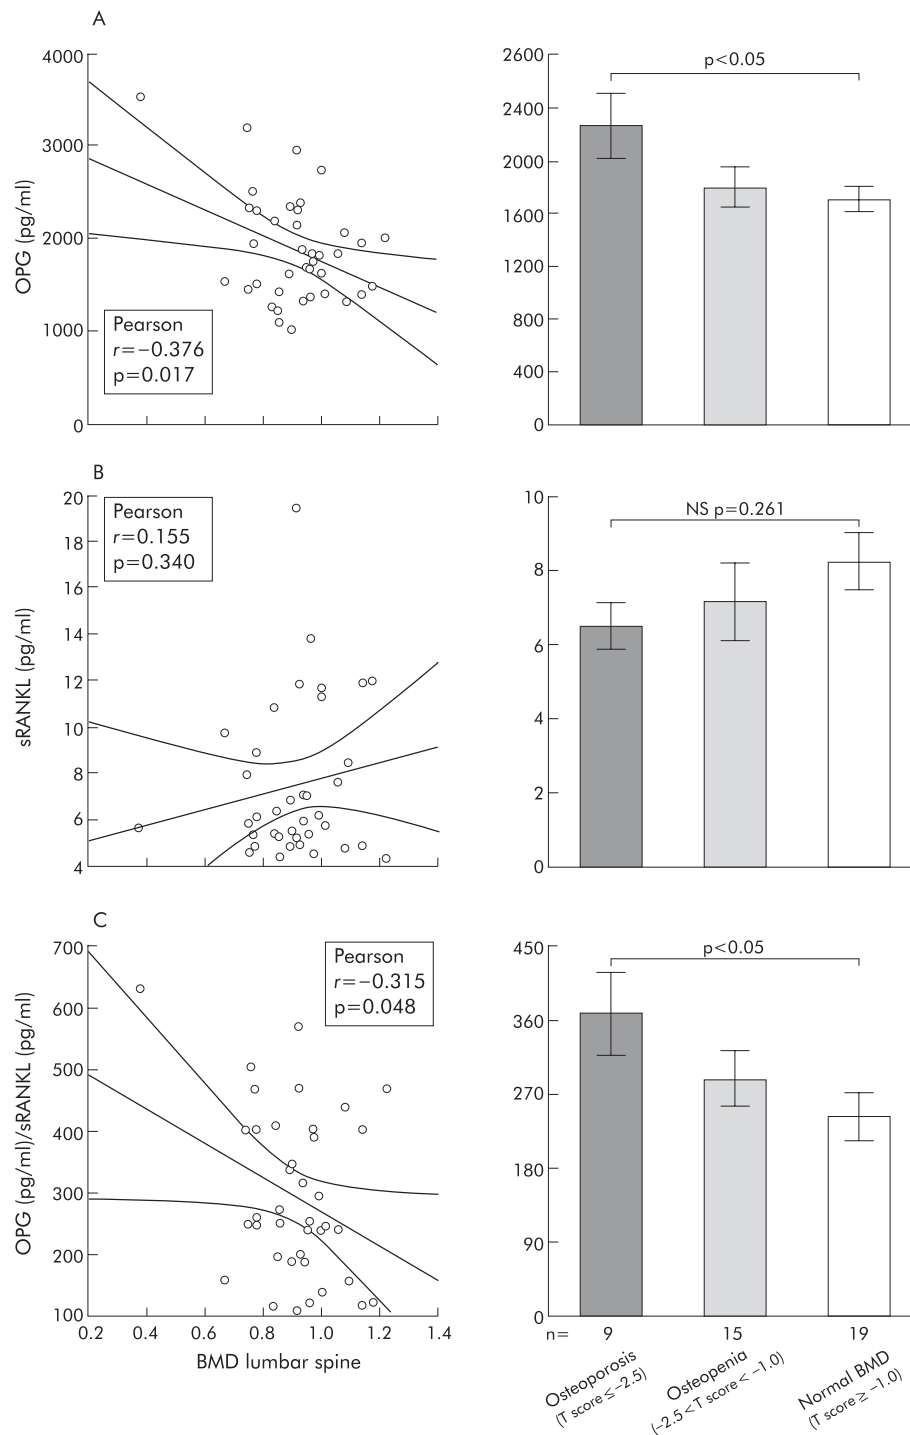 A
4000
3000
2000
1000
0
OPG (pg/ml)
Pearson
r=−0.376
p=0.017
2600
2400
2000
1600
1200
800
400
0
p<0.05
B
20
18
16
14
12
10
8
6
4
sRANKL (pg/ml)
Pearson
r=0.155
p=0.340
10
8
6
4
2
0
NS p=0.261
C
700
600
500
400
300
200
100
OPG (pg/ml)/sRANKL (pg/ml)
Pearson
r=−0.315
p=0.048
0.2 0.4 0.6 0.8 1.0 1.2 1.4
BMD lumbar spine
450
360
270
180
90
0
p<0.05
n= 9 15 19
Osteoporosis
(T score≤−2.5)
Osteopenia
(−2.5<T score<−1.0)
Normal BMD
(T score≥−1.0)